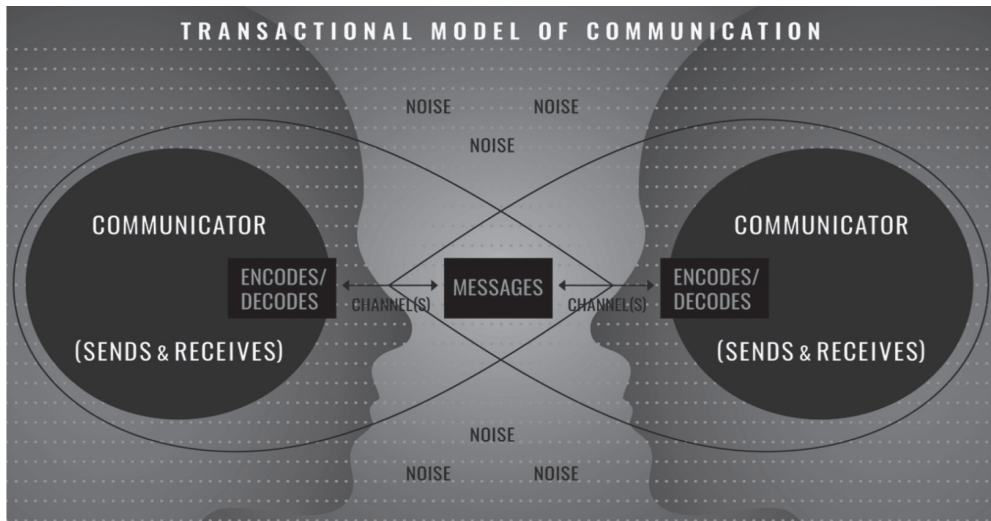 TRANSACTIONAL MODEL OF COMMUNICATION
NOISE NOISE
NOISE
COMMUNICATOR
ENCODES/
DECODES
(SENDS & RECEIVES)
CHANNEL(S)
MESSAGES
CHANNEL(S)
COMMUNICATOR
ENCODES/
DECODES
(SENDS & RECEIVES)
NOISE
NOISE NOISE